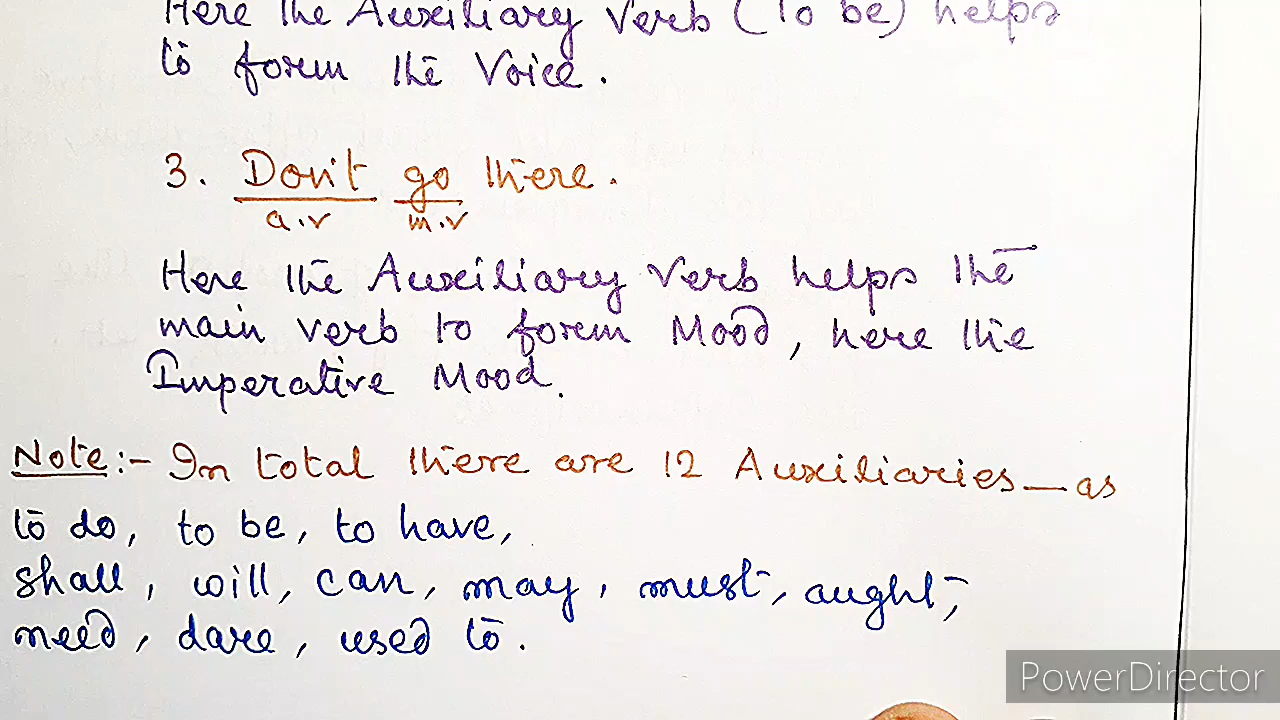 Here the Auxiliary Verb (To be) helps
to form the Voice.
3. Don't go there.
a.v m.v
Here the Auxiliary Verb helps the
main verb to form Mood, here the
Imperative Mood.
Note:- In total there are 12 Auxiliaries—as
to do, to be, to have,
shall, will, can, may, must, aught,
need, dare, used to.
PowerDirector